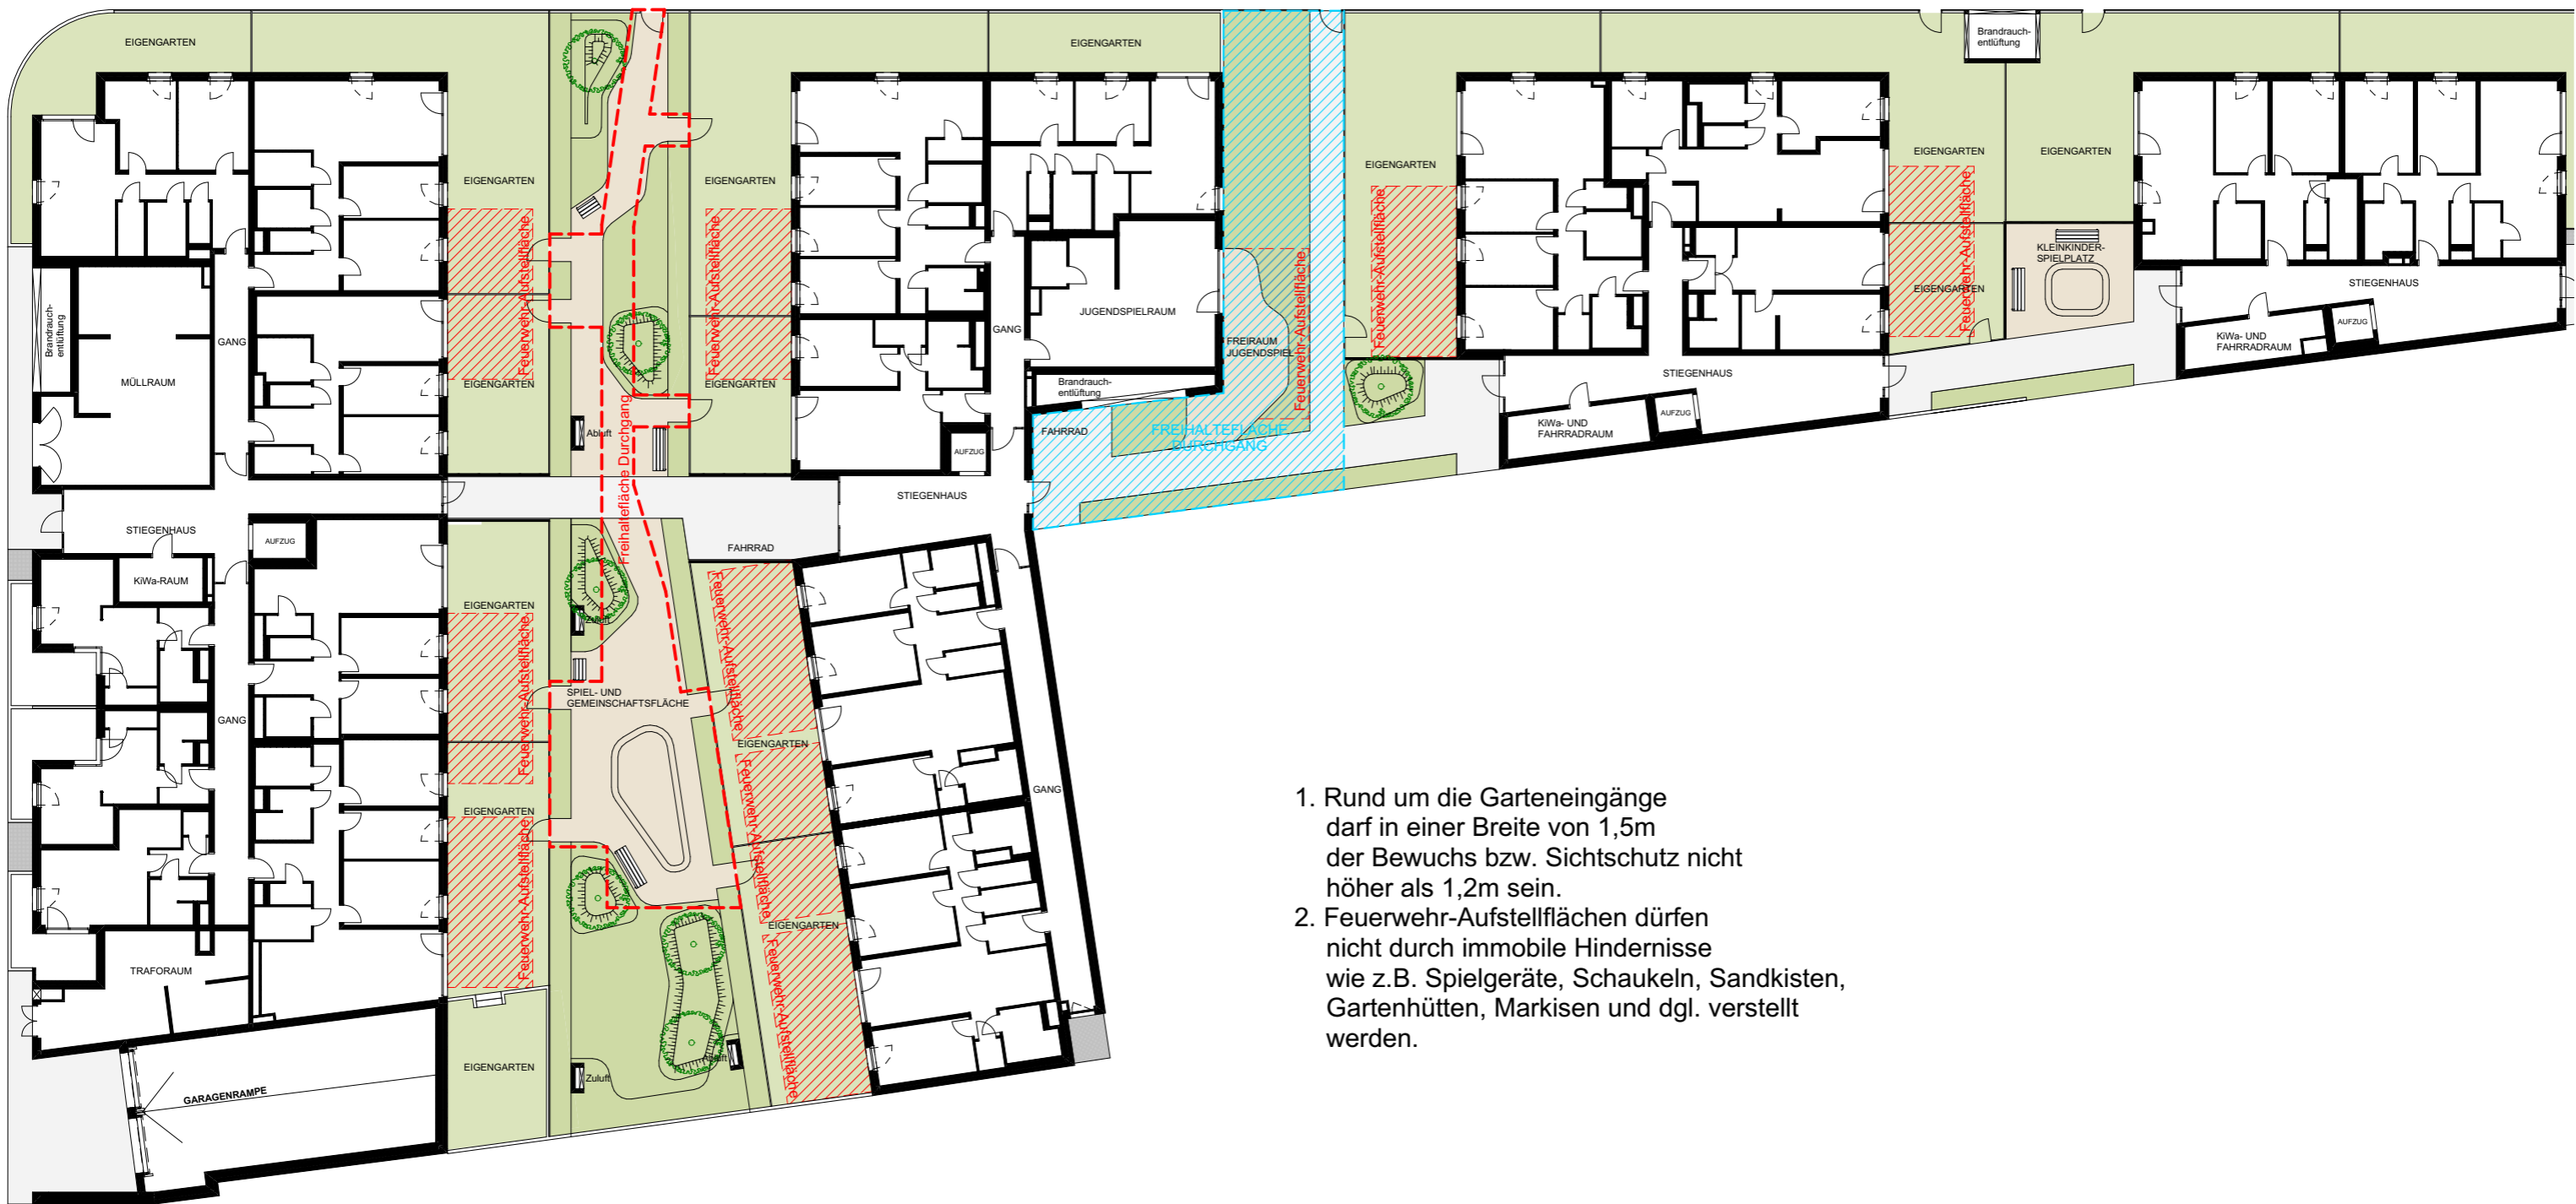 EIGENGARTEN
EIGENGARTEN
Brandrauch-
entlüftung
EIGENGARTEN
EIGENGARTEN
EIGENGARTEN
EIGENGARTEN
EIGENGARTEN
Feuerwehr-Aufstellfläche
Feuerwehr-Aufstellfläche
Feuerwehr-Aufstellfläche
Feuerwehr-Aufstellfläche
Feuerwehr-Aufstellfläche
KLEINKINDER-
SPIELPLATZ
EIGENGARTEN
STIEGENHAUS
Brandrauch-
entlüftung
GANG
MÜLLRAUM
EIGENGARTEN
EIGENGARTEN
GANG
JUGENDSPIELRAUM
FREIRAUM
JUGENDSPIEL
KiWa- UND
FAHRRADRAUM
AUFZUG
STIEGENHAUS
Brandrauch-
entlüftung
Abluft
AUFZUG
FAHRRAD
FREIHALTEFLÄCHE
DURCHGANG
KiWa- UND
FAHRRADRAUM
AUFZUG
Freihaltefläche Durchgang
STIEGENHAUS
STIEGENHAUS
AUFZUG
FAHRRAD
KiWa-RAUM
EIGENGARTEN
Zuluft
Feuerwehr-Aufstellfläche
Feuerwehr-Aufstellfläche
SPIEL- UND
GEMEINSCHAFTSFLÄCHE
GANG
EIGENGARTEN
EIGENGARTEN
Feuerwehr-Aufstellfläche
Feuerwehr-Aufstellfläche
GANG
EIGENGARTEN
Feuerwehr-Aufstellfläche
TRAFORAUM
EIGENGARTEN
Zuluft
GARAGENRAMPE
1. Rund um die Garteneingänge
darf in einer Breite von 1,5m
der Bewuchs bzw. Sichtschutz nicht
höher als 1,2m sein.
2. Feuerwehr-Aufstellflächen dürfen
nicht durch immobile Hindernisse
wie z.B. Spielgeräte, Schaukeln, Sandkisten,
Gartenhütten, Markisen und dgl. verstellt
werden.